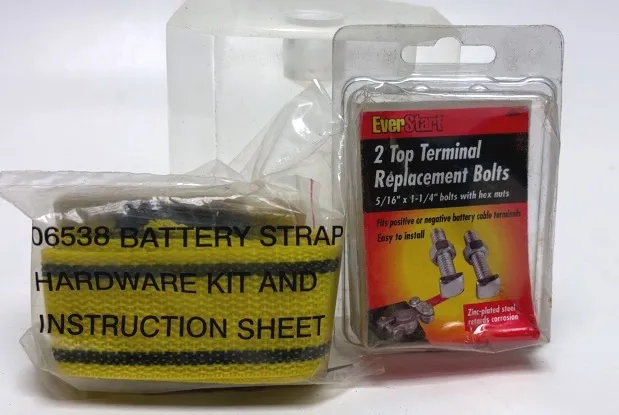 06538 BATTERY STRAP
HARDWARE KIT AND
INSTRUCTION SHEET
EverStart
2 Top Terminal
Replacement Bolts
5/16" x 1-1/4" bolts with hex nuts
Fits positive or negative battery cable terminals
Easy to install
Zinc-plated steel
retards corrosion